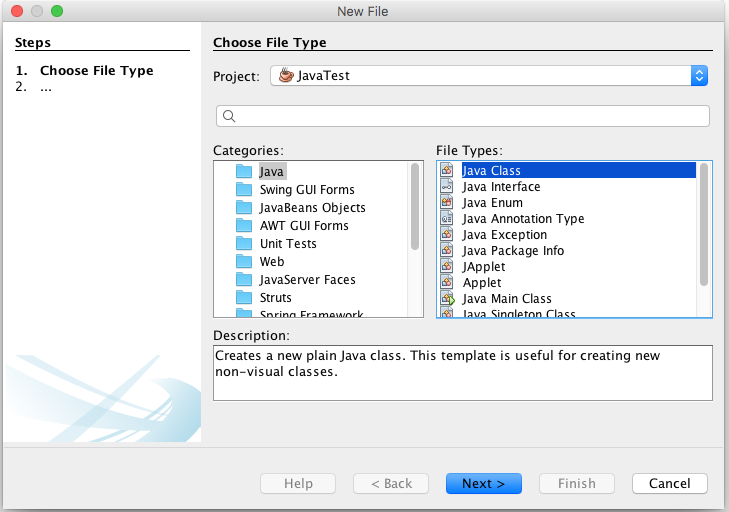 New File
Steps
1. Choose File Type
2. ...
Choose File Type
Project: JavaTest
Categories:
Java
Swing GUI Forms
JavaBeans Objects
AWT GUI Forms
Unit Tests
Web
JavaServer Faces
Struts
Spring Framework
File Types:
Java Class
Java Interface
Java Enum
Java Annotation Type
Java Exception
Java Package Info
JApplet
Applet
Java Main Class
Java Singleton Class
Description:
Creates a new plain Java class. This template is useful for creating new
non-visual classes.
Help
< Back
Next >
Finish
Cancel